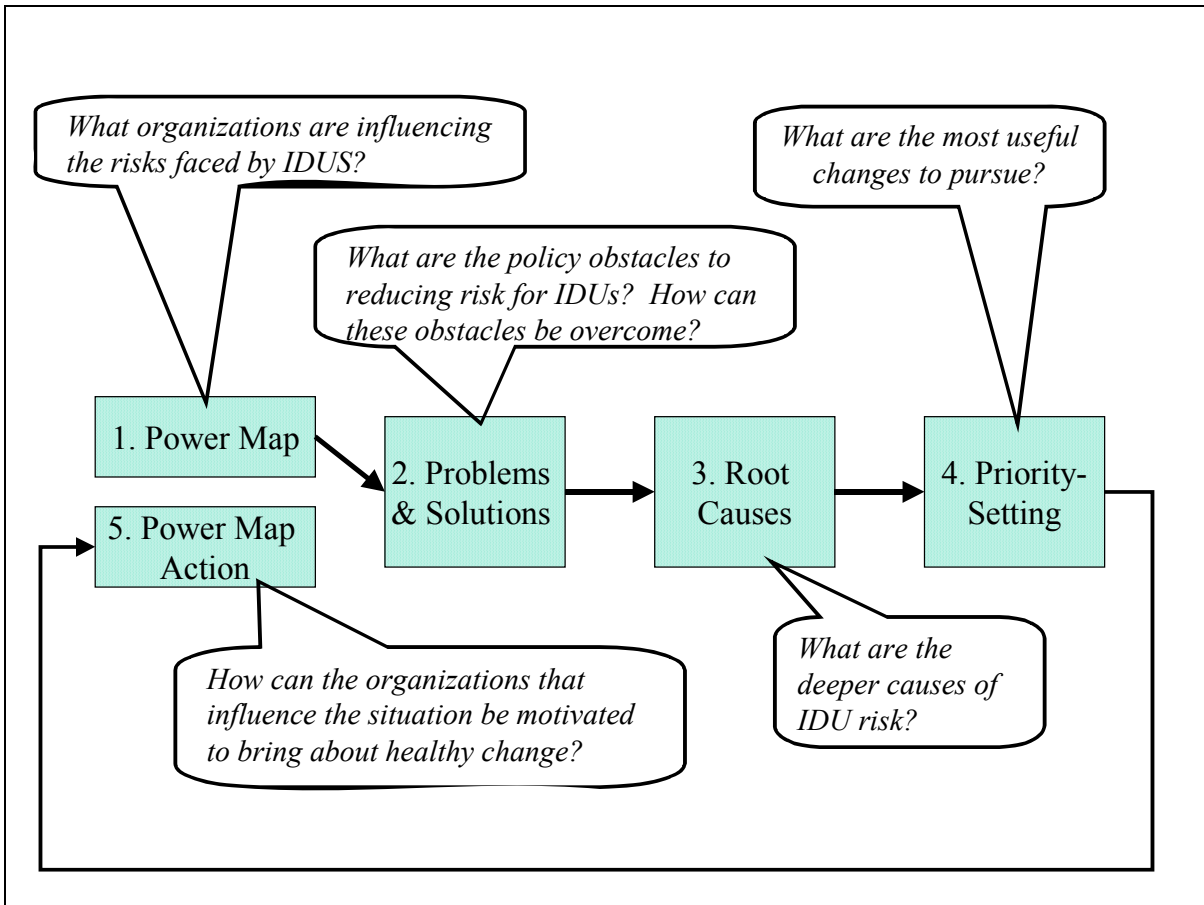 What organizations are influencing
the risks faced by IDUS?
What are the most useful
changes to pursue?
What are the policy obstacles to
reducing risk for IDUs?  How can
these obstacles be overcome?
1. Power Map
2. Problems
& Solutions
3. Root
Causes
4. Priority-
Setting
5. Power Map
Action
How can the organizations that
influence the situation be motivated
to bring about healthy change?
What are the
deeper causes of
IDU risk?